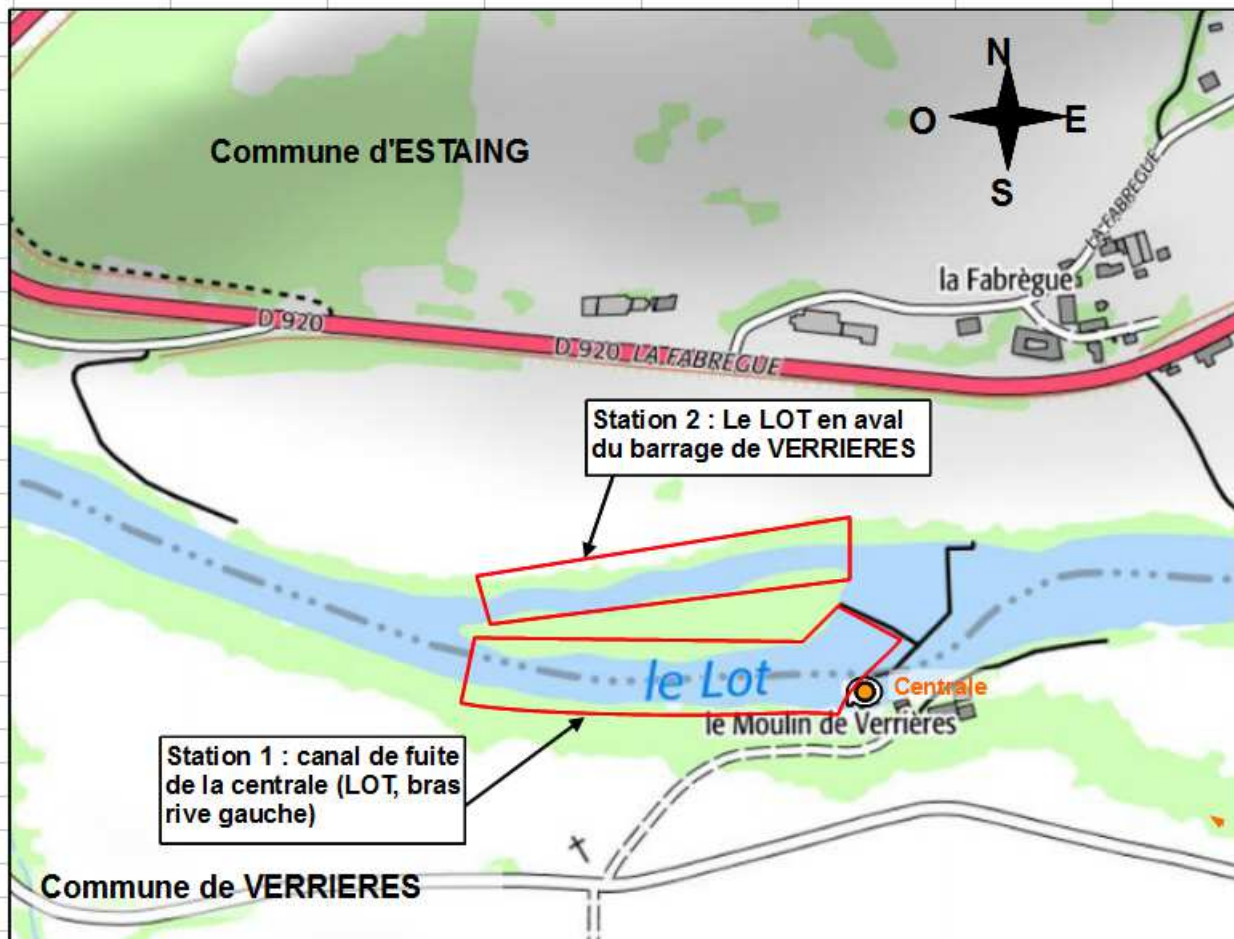 N
Commune d'ESTAING
O
E
S
LA FABRÈGUE
la Fabrègue
D 920
D 920 LA FABREGUE
Station 2 : Le LOT en aval
du barrage de VERRIERES
le Lot
Centrale
le Moulin de Verrières
Station 1 : canal de fuite
de la centrale (LOT, bras
rive gauche)
Commune de VERRIERES